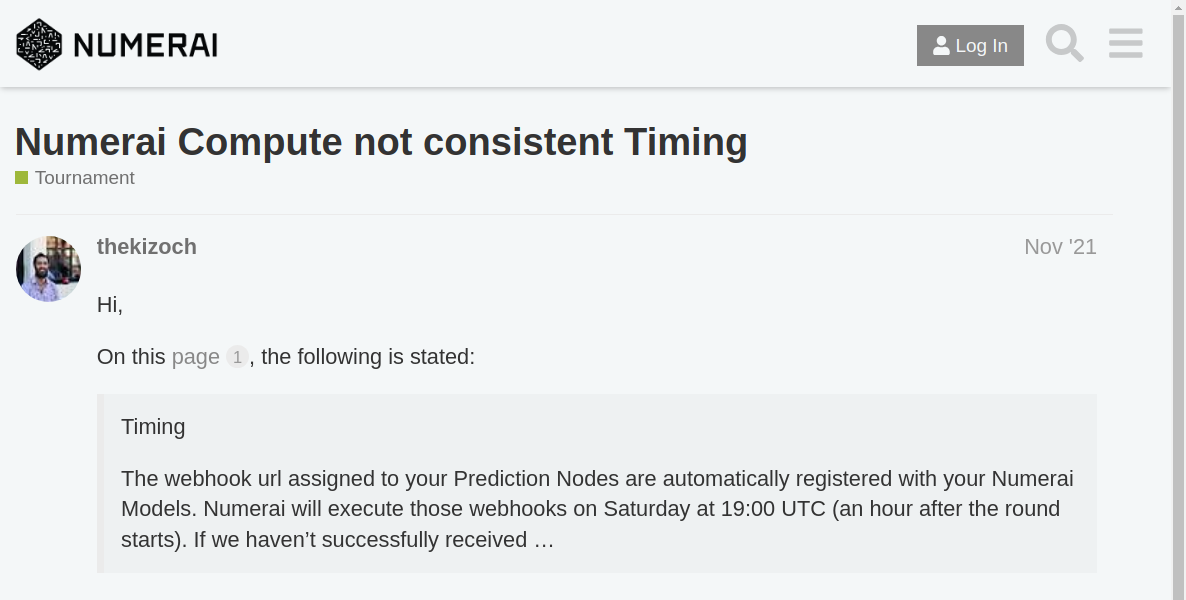 NUMERAI
Log In
Numerai Compute not consistent Timing
Tournament
thekizoch
Nov '21
Hi,
On this page 1, the following is stated:
Timing
The webhook url assigned to your Prediction Nodes are automatically registered with your Numerai
Models. Numerai will execute those webhooks on Saturday at 19:00 UTC (an hour after the round
starts). If we haven’t successfully received …